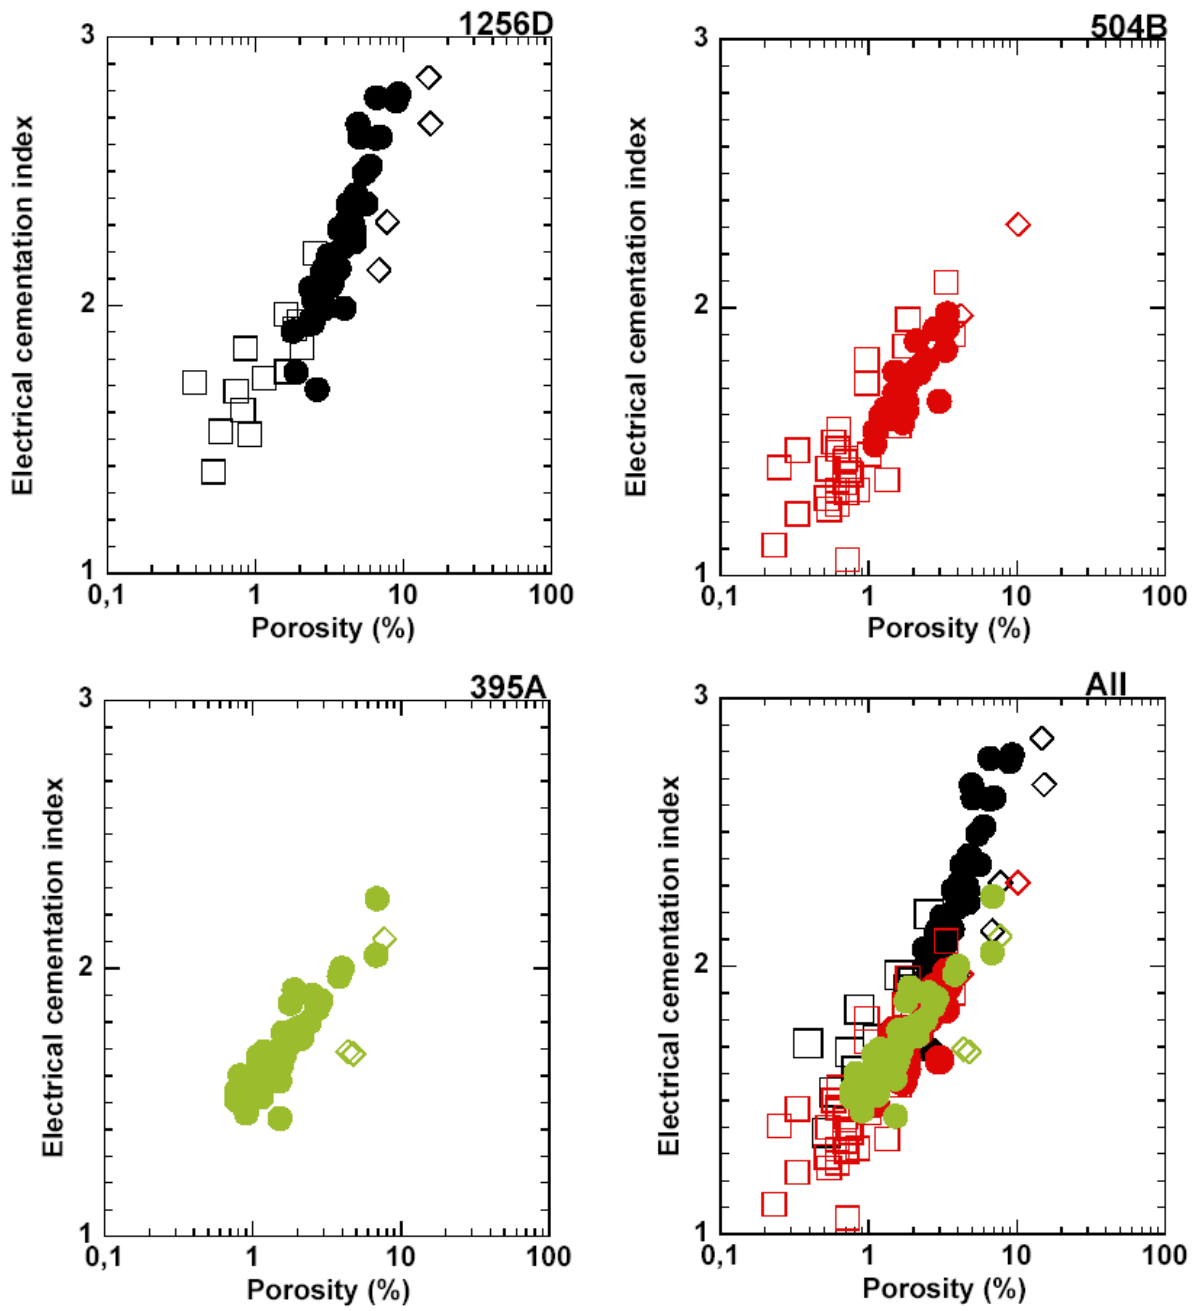 1256D
3
2
1
0,1 1 10 100
Electrical cementation index
Porosity (%)
504B
3
2
1
0,1 1 10 100
Electrical cementation index
Porosity (%)
395A
3
2
1
0,1 1 10 100
Electrical cementation index
Porosity (%)
All
3
2
1
0,1 1 10 100
Electrical cementation index
Porosity (%)